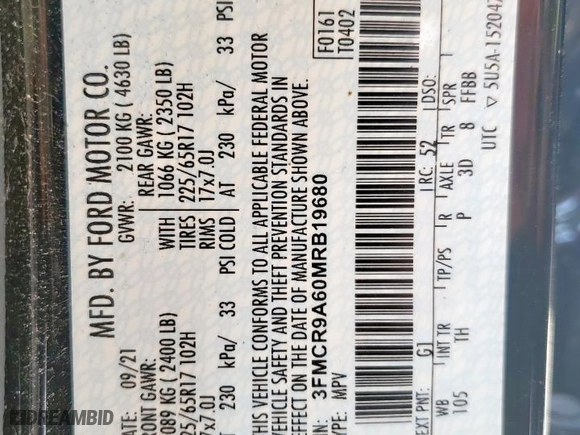 MFD. BY FORD MOTOR CO.
DATE: 09/21 GVWR: 2100 KG ( 4630 LB)
FRONT GAWR: REAR GAWR:
1089 KG ( 2400 LB) WITH 1066 KG ( 2350 LB)
225/65R17 102H TIRES 225/65R17 102H
17x7.0J RIMS 17x7.0J
AT 230 kPa/ 33 PSI COLD AT 230 kPa/ 33 PSI
THIS VEHICLE CONFORMS TO ALL APPLICABLE FEDERAL MOTOR
VEHICLE SAFETY AND THEFT PREVENTION STANDARDS IN
EFFECT ON THE DATE OF MANUFACTURE SHOWN ABOVE.
F0161
T0402
3FMCR9A60MRB19680
TYPE: MPV
EXT PNT: G1 RC: 52 DSO:
WB INT TR TP/PS R AXLE TR SPR
105 TH P 3D 8 FFBB
UTC ▽ 5U5A-15204
DREAMBID